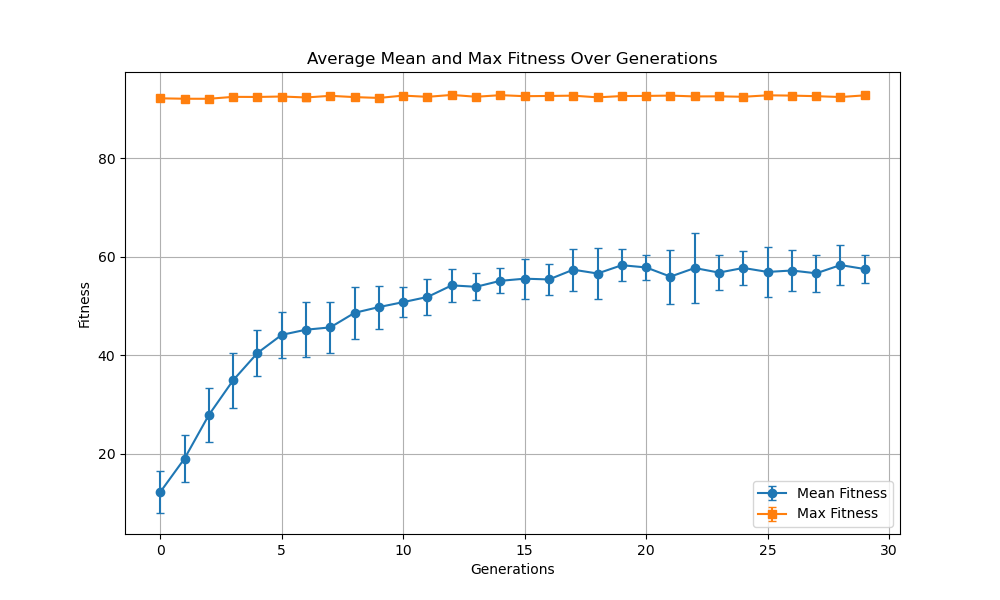 Average Mean and Max Fitness Over Generations
Fitness
80
60
40
20
0 5 10 15 20 25 30
Generations
Mean Fitness
Max Fitness